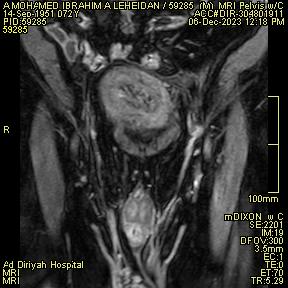 A MOHAMED IBRAHIM A LEHEIDAN / 59285 (M) MRI Pelvis w/C
14-Sep-1951 072Y ACC#DIR-304801911
PID:59285 06-Dec-2023 12:18 PM
59285
R
100mm
mDIXON_w C
SE:2201
IM:19
DFOV:300
3.5mm
EC:1
Ad Diriyah Hospital TE:0
MRI ET:70
MRI TR:5.29